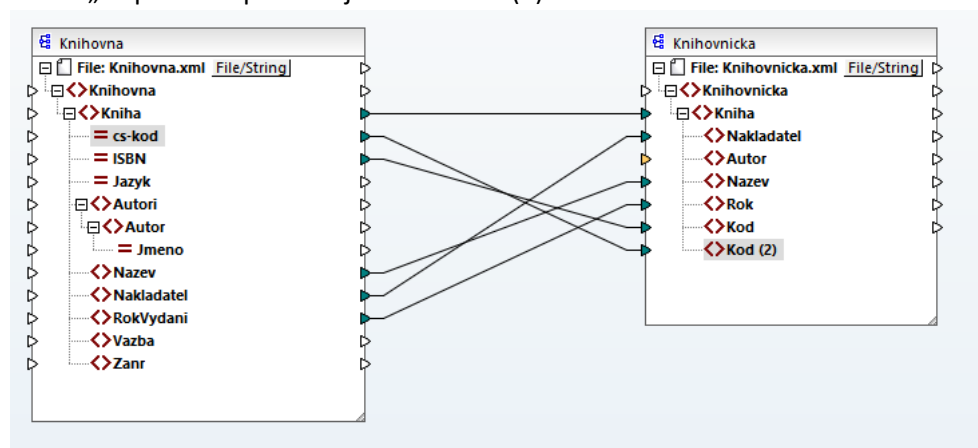 Knihovna
File: Knihovna.xml File/String
Knihovna
Kniha
= cs-kod
= ISBN
= Jazyk
Autori
Autor
= Jmeno
Nazev
Nakladatel
RokVydani
Vazba
Zanr
Knihovnicka
File: Knihovnicka.xml File/String
Knihovnicka
Kniha
Nakladatel
Autor
Nazev
Rok
Kod
Kod (2)